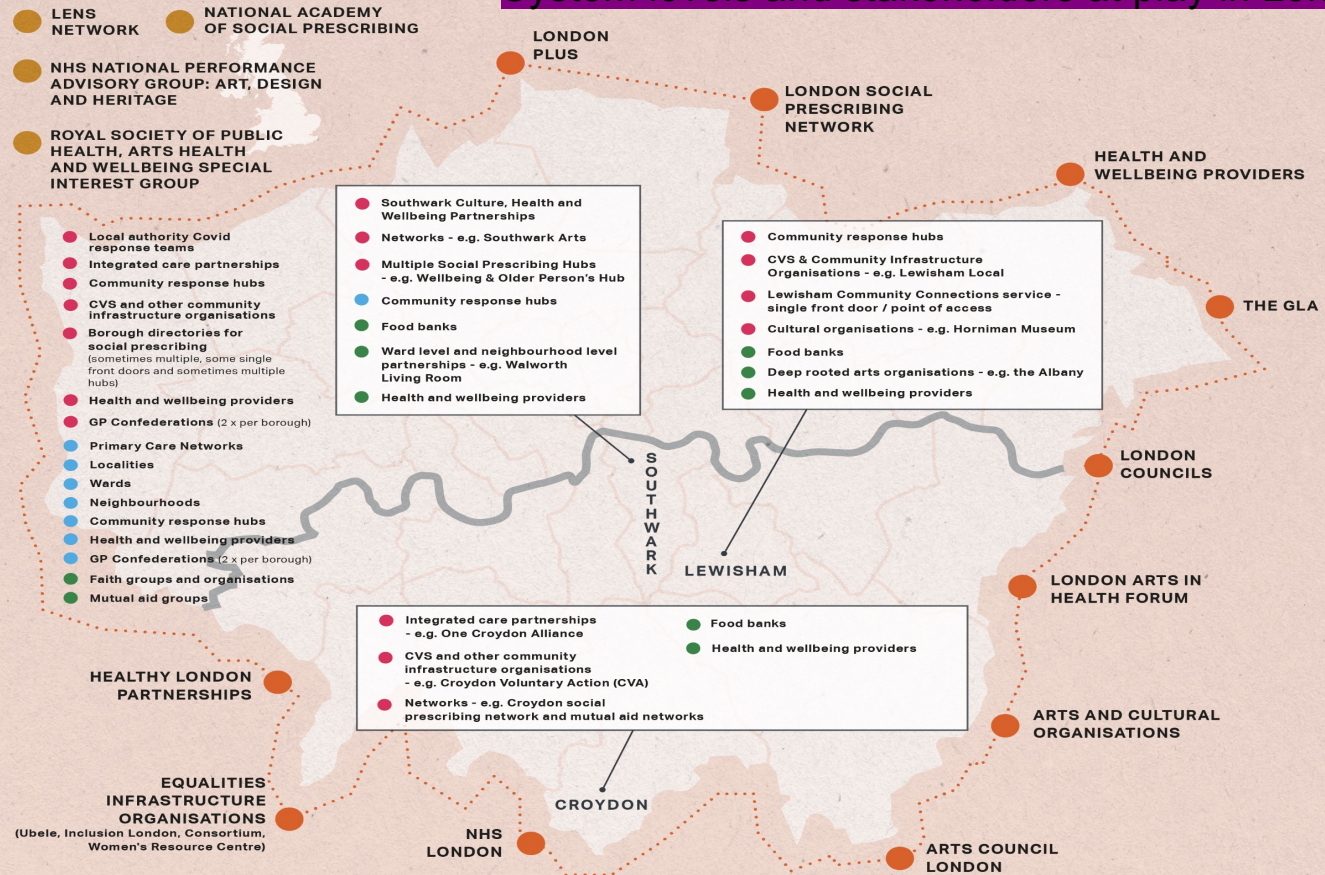 System levels and stakeholders at play in
LENS
NETWORK
NATIONAL ACADEMY
OF SOCIAL PRESCRIBING
NHS NATIONAL PERFORMANCE
ADVISORY GROUP: ART, DESIGN
AND HERITAGE
ROYAL SOCIETY OF PUBLIC
HEALTH, ARTS HEALTH
AND WELLBEING SPECIAL
INTEREST GROUP
LONDON
PLUS
LONDON SOCIAL
PRESCRIBING
NETWORK
HEALTH AND
WELLBEING PROVIDERS
THE GLA
LONDON
COUNCILS
LONDON ARTS IN
HEALTH FORUM
ARTS AND CULTURAL
ORGANISATIONS
ARTS COUNCIL
LONDON
NHS
LONDON
EQUALITIES
INFRASTRUCTURE
ORGANISATIONS
(Ubele, Inclusion London, Consortium,
Women's Resource Centre)
HEALTHY LONDON
PARTNERSHIPS
Local authority Covid
response teams
Integrated care partnerships
Community response hubs
CVS and other community
infrastructure organisations
Borough directories for
social prescribing
(sometimes multiple, some single
front doors and sometimes multiple
hubs)
Health and wellbeing providers
GP Confederations (2 x per borough)
Primary Care Networks
Localities
Wards
Neighbourhoods
Community response hubs
Health and wellbeing providers
GP Confederations (2 x per borough)
Faith groups and organisations
Mutual aid groups
Southwark Culture, Health and
Wellbeing Partnerships
Networks - e.g. Southwark Arts
Multiple Social Prescribing Hubs
- e.g. Wellbeing & Older Person's Hub
Community response hubs
Food banks
Ward level and neighbourhood level
partnerships - e.g. Walworth
Living Room
Health and wellbeing providers
SOUTHWARK
Community response hubs
CVS & Community Infrastructure
Organisations - e.g. Lewisham Local
Lewisham Community Connections service -
single front door / point of access
Cultural organisations - e.g. Horniman Museum
Food banks
Deep rooted arts organisations - e.g. the Albany
Health and wellbeing providers
LEWISHAM
Integrated care partnerships
- e.g. One Croydon Alliance
CVS and other community
infrastructure organisations
- e.g. Croydon Voluntary Action (CVA)
Networks - e.g. Croydon social
prescribing network and mutual aid networks
Food banks
Health and wellbeing providers
CROYDON